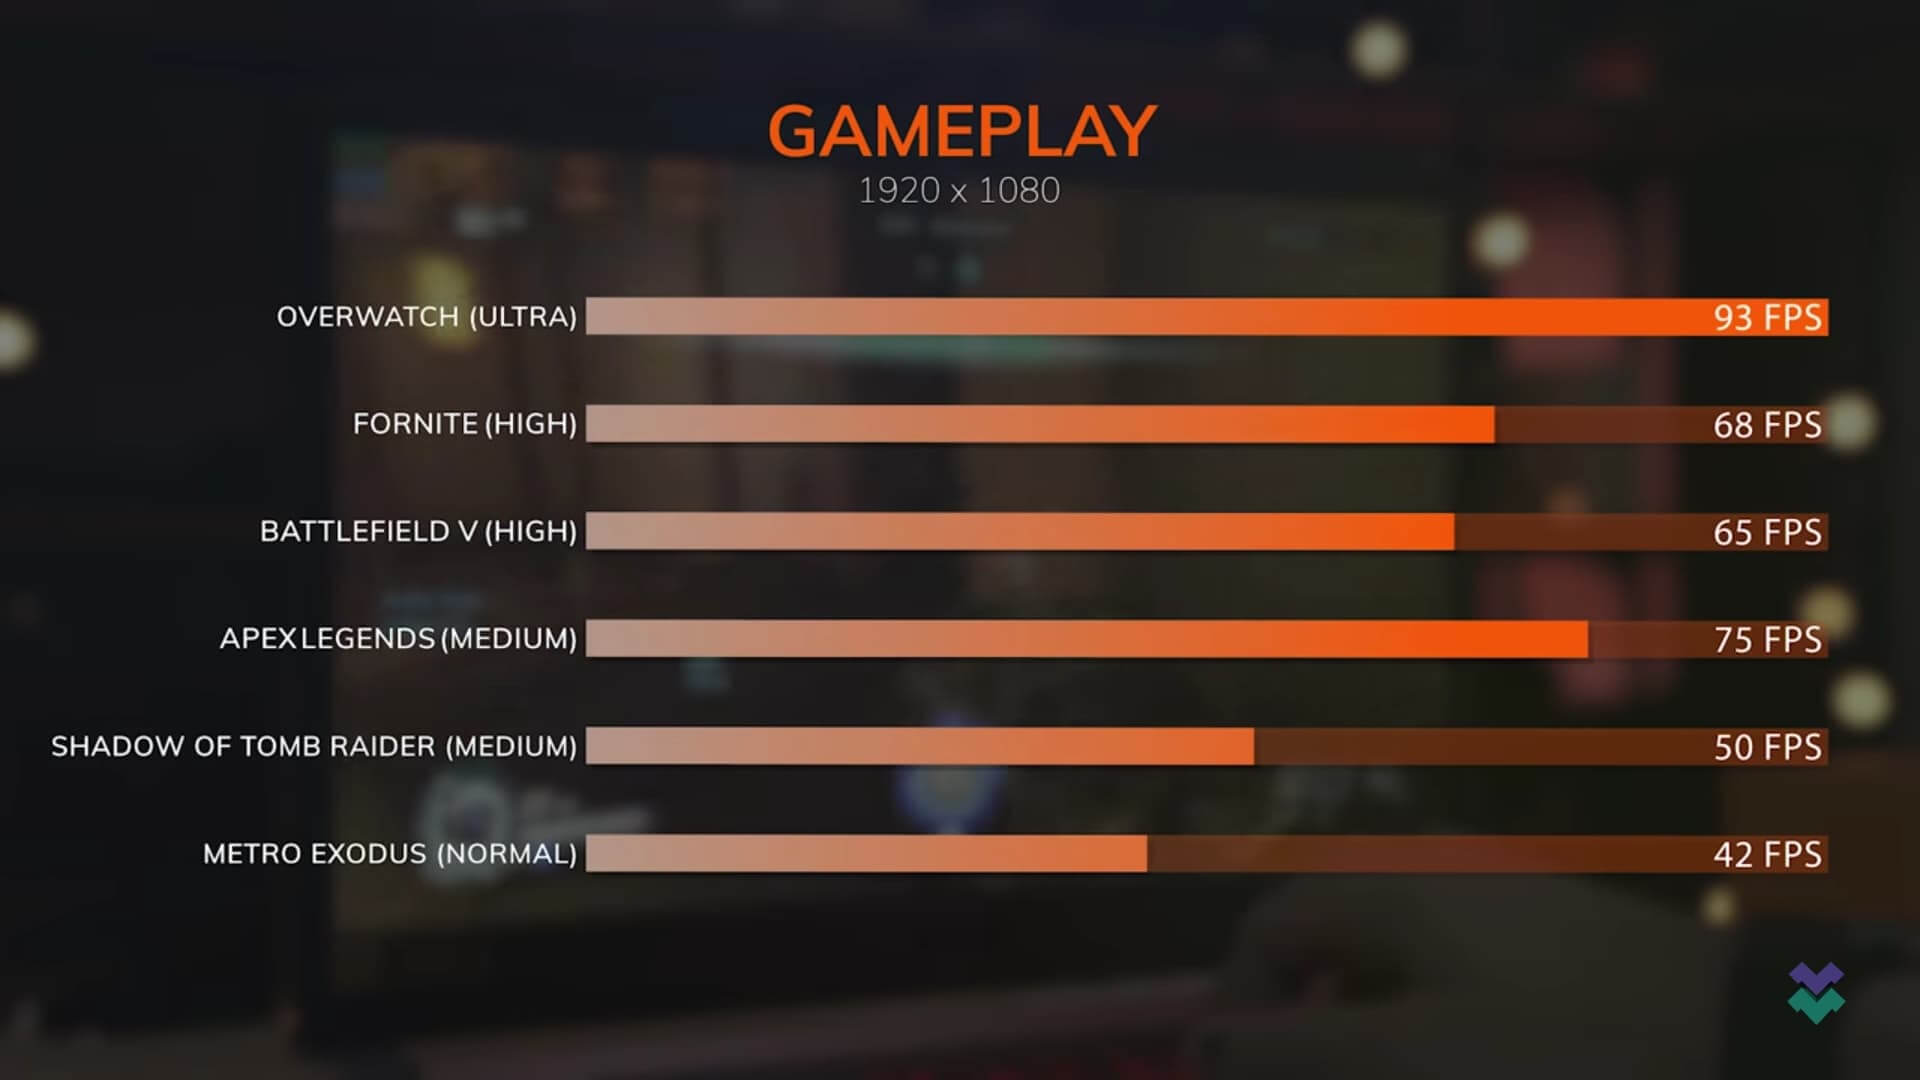 GAMEPLAY
1920 x 1080
OVERWATCH (ULTRA) 93 FPS
FORNITE (HIGH) 68 FPS
BATTLEFIELD V (HIGH) 65 FPS
APEX LEGENDS (MEDIUM) 75 FPS
SHADOW OF TOMB RAIDER (MEDIUM) 50 FPS
METRO EXODUS (NORMAL) 42 FPS